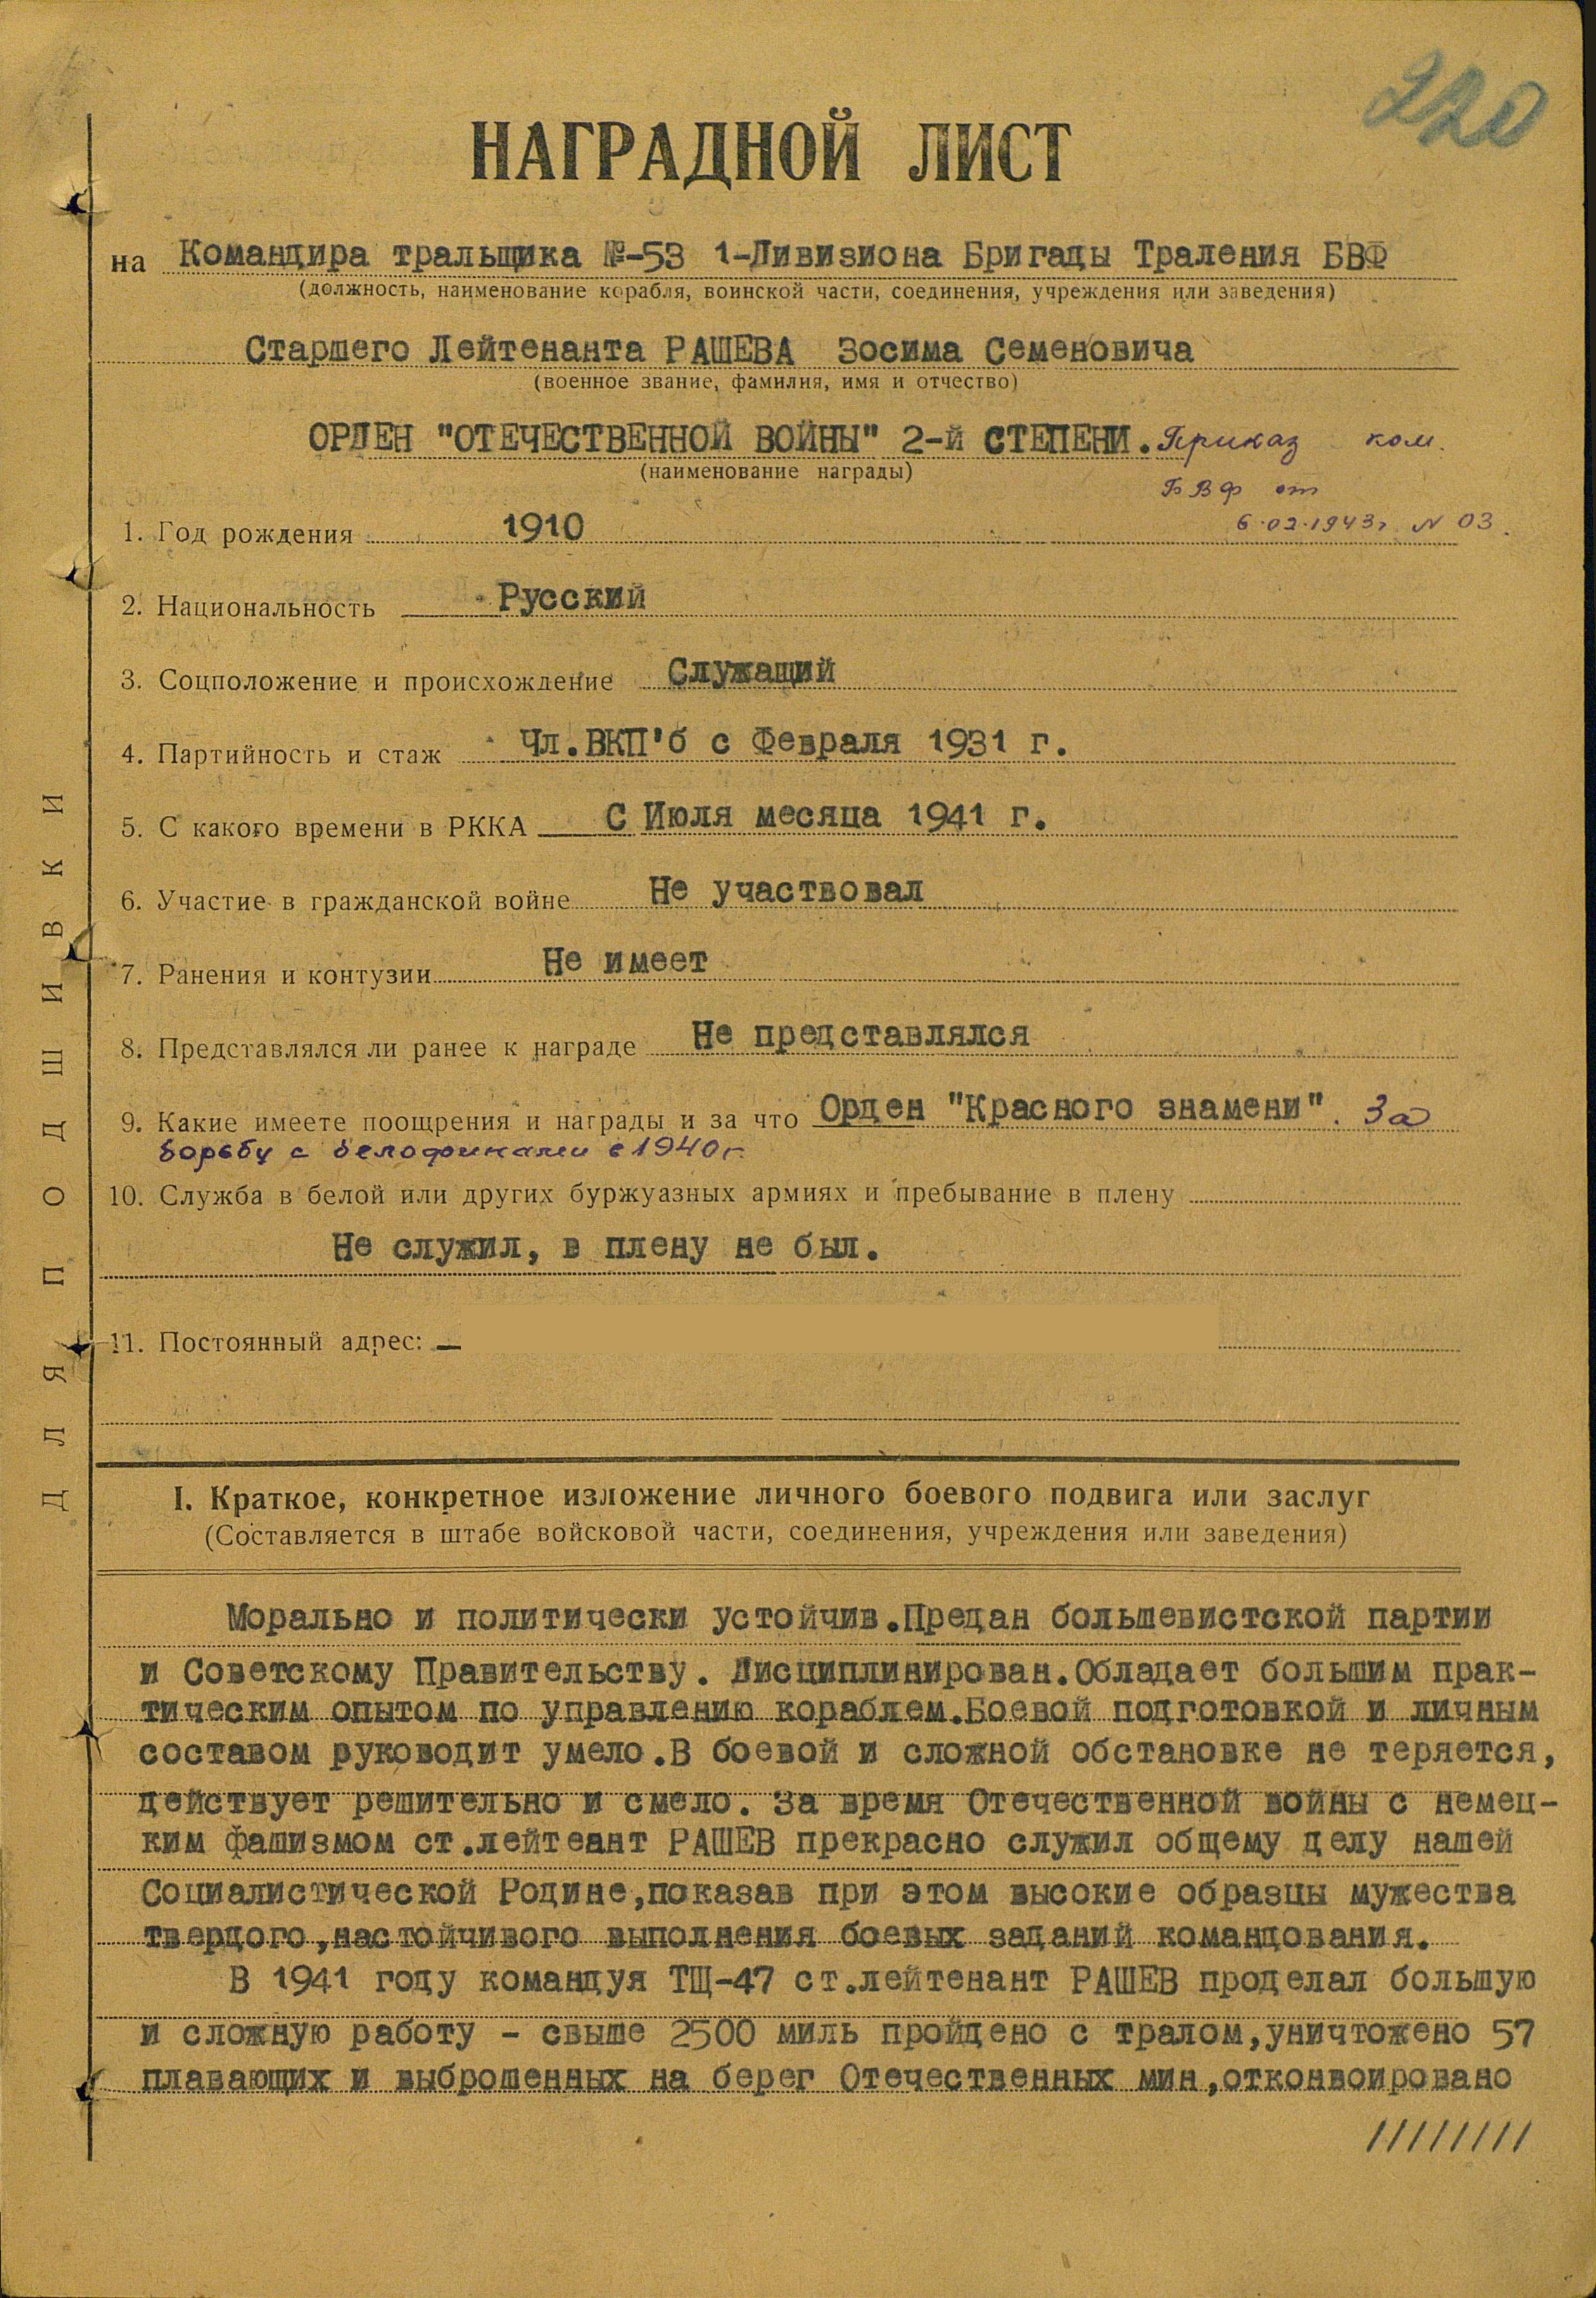 220
НАГРАДНОЙ ЛИСТ
на Командира тральщика №-53 1-Дивизиона Бригады Траления БВФ
(должность, наименование корабля, воинской части, соединения, учреждения или заведения)
Старшего Лейтенанта РАШЕВА Зосима Семеновича
(военное звание, фамилия, имя и отчество)
ОРДЕН "ОТЕЧЕСТВЕННОЙ ВОЙНЫ" 2-й СТЕПЕНИ. Приказ ком.
(наименование награды)
БВФ от
6.02.1943г N 03.
1. Год рождения 1910
2. Национальность Русский
3. Соцположение и происхождение Служащий
4. Партийность и стаж Чл.ВКП'б с Февраля 1931 г.
5. С какого времени в РККА С Июля месяца 1941 г.
6. Участие в гражданской войне Не участвовал
7. Ранения и контузии Не имеет
8. Представлялся ли ранее к награде Не представлялся
9. Какие имеете поощрения и награды и за что Орден "Красного знамени". За
борьбу с белофинами в 1940г.
10. Служба в белой или других буржуазных армиях и пребывание в плену
Не служил, в плену не был.
11. Постоянный адрес:
ДЛЯ ПОДШИВКИ
I. Краткое, конкретное изложение личного боевого подвига или заслуг
(Составляется в штабе войсковой части, соединения, учреждения или заведения)
Морально и политически устойчив.Предан большевистской партии
и Советскому Правительству. Дисциплинирован.Обладает большим прак-
тическим опытом по управлению кораблем.Боевой подготовкой и личным
составом руководит умело.В боевой и сложной обстановке не теряется,
действует решительно и смело. За время Отечественной войны с немец-
ким фашизмом ст.лейтеант РАШЕВ прекрасно служил общему делу нашей
Социалистической Родине,показав при этом высокие образцы мужества
твердого,настойчивого выполнения боевых заданий командования.
В 1941 году командуя ТЩ-47 ст.лейтенант РАШЕВ проделал большую
и сложную работу - свыше 2500 миль пройдено с тралом,уничтожено 57
плавающих и выброшенных на берег Отечественных мин,отконвоировано
////////